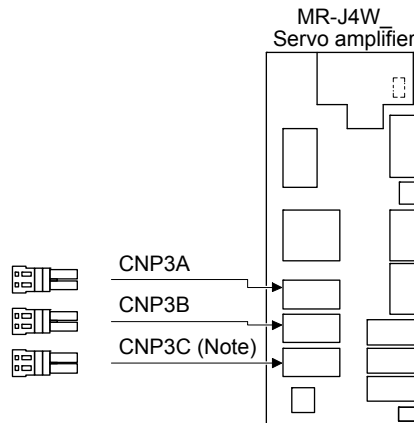 MR-J4W_
Servo amplifier
CNP3A
CNP3B
CNP3C (Note)